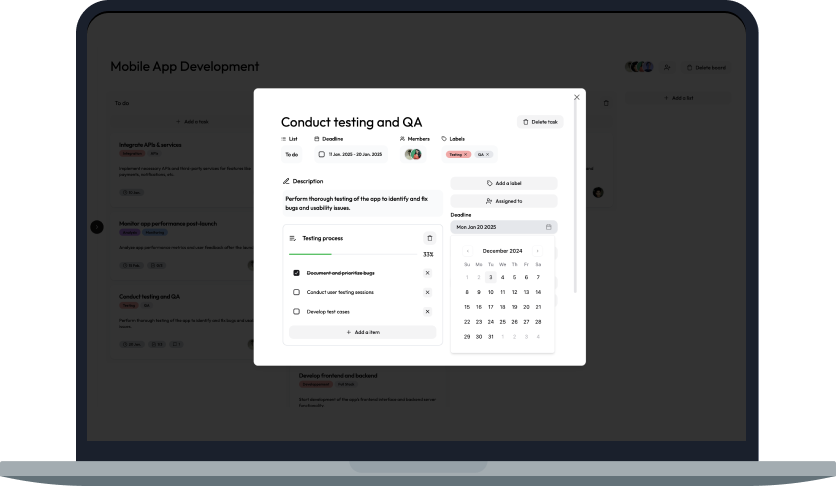 Mobile App Development
Delete board
To do
Add a task
Add a list
Integrate APIs & services
Monitor app performance post-launch
Conduct testing and QA
Develop frontend and backend
Conduct testing and QA
Delete task
List
Deadline
Members
Labels
To do
11 Jan. 2025 - 20 Jan. 2025
Testing ×
QA ×
Description
Perform thorough testing of the app to identify and fix
bugs and usability issues.
Testing process
33%
Document and prioritize bugs
Conduct user testing sessions
Develop test cases
+ Add a item
Add a label
Assigned to
Deadline
Mon Jan 20 2025
December 2024
Su Mo Tu We Th Fr Sa
1 2 3 4 5 6 7
8 9 10 11 12 13 14
15 16 17 18 19 20 21
22 23 24 25 26 27 28
29 30 31 1 2 3 4